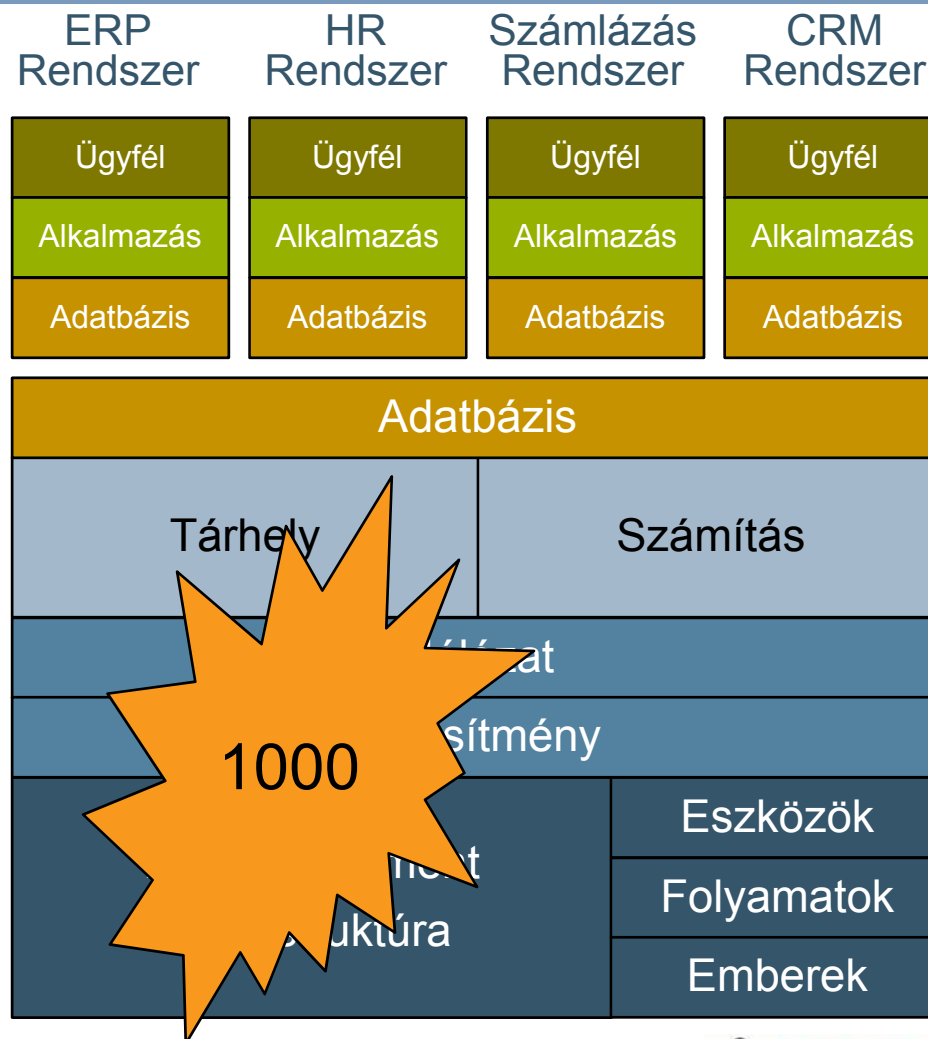 ERP HR Számlázás CRM
Rendszer Rendszer Rendszer Rendszer
Ügyfél Ügyfél Ügyfél Ügyfél
Alkalmazás Alkalmazás Alkalmazás Alkalmazás
Adatbázis Adatbázis Adatbázis Adatbázis
Adatbázis
Tárhely Számítás
1000
Eszközök
Folyamatok
Emberek